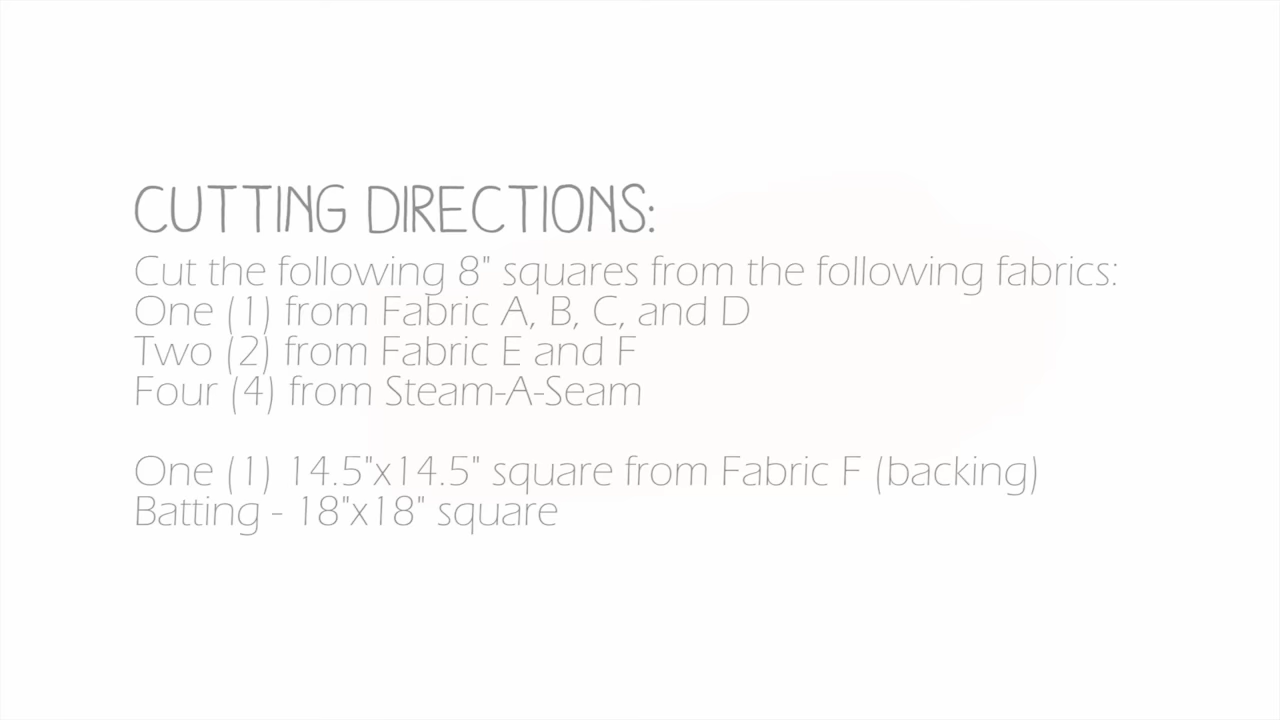 CUTTING DIRECTIONS:
Cut the following 8" squares from the following fabrics:
One (1) from Fabric A, B, C, and D
Two (2) from Fabric E and F
Four (4) from Steam-A-Seam
One (1) 14.5"x14.5" square from Fabric F (backing)
Batting - 18"x18" square